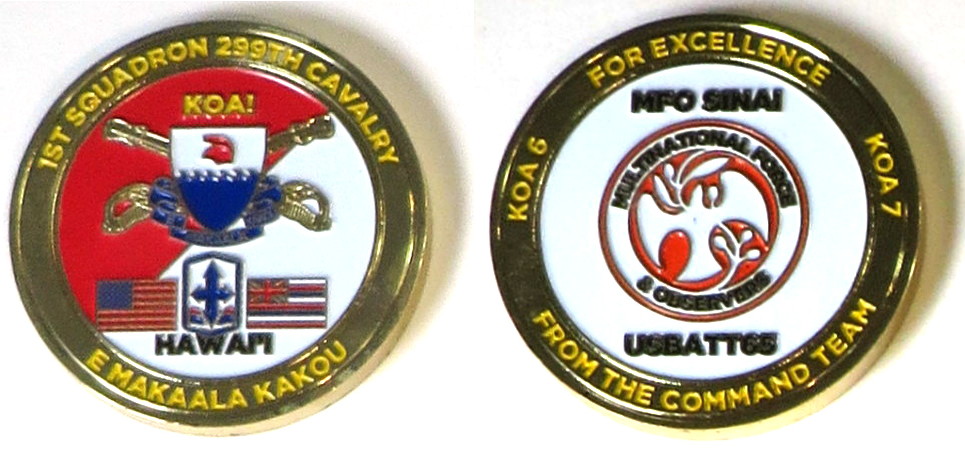 1ST SQUADRON 299TH CAVALRY
KOA!
HAWAI'I
E MAKAALA KAKOU
FOR EXCELLENCE
MFO SINAI
KOA 6
KOA 7
MULTINATIONAL FORCE
& OBSERVERS
USBATT65
FROM THE COMMAND TEAM